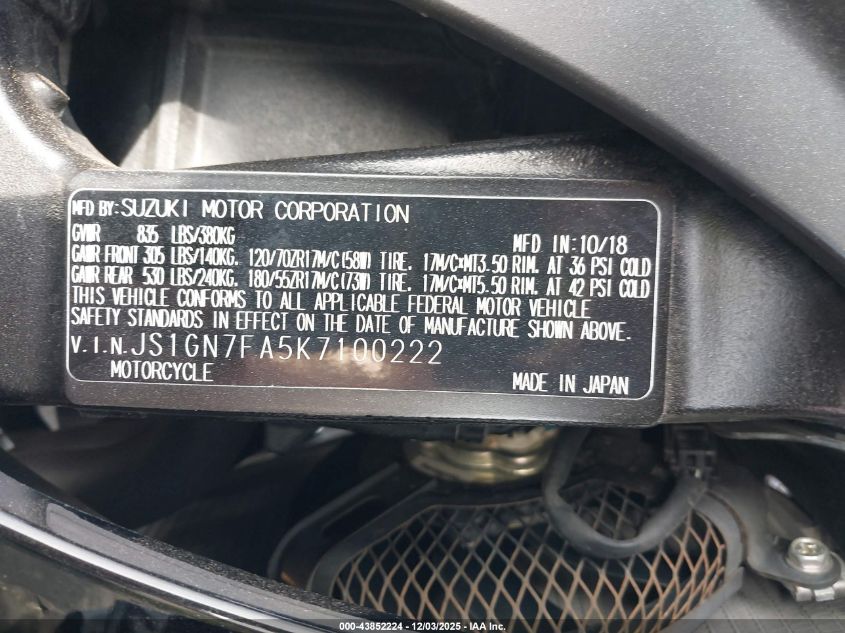 MFD BY: SUZUKI MOTOR CORPORATION
GVWR 835 LBS/380KG MFD IN: 10/18
GAWR FRONT 305 LBS/140KG. 120/70ZR17M/C(58W) TIRE. 17M/C×MT3.50 RIM. AT 36 PSI COLD
GAWR REAR 530 LBS/240KG. 180/55ZR17M/C(73W) TIRE. 17M/C×MT5.50 RIM. AT 42 PSI COLD
THIS VEHICLE CONFORMS TO ALL APPLICABLE FEDERAL MOTOR VEHICLE
SAFETY STANDARDS IN EFFECT ON THE DATE OF MANUFACTURE SHOWN ABOVE.
V.I.N. JS1GN7FA5K7100222
MOTORCYCLE MADE IN JAPAN
000-43852224 - 12/03/2025 - © IAA Inc.